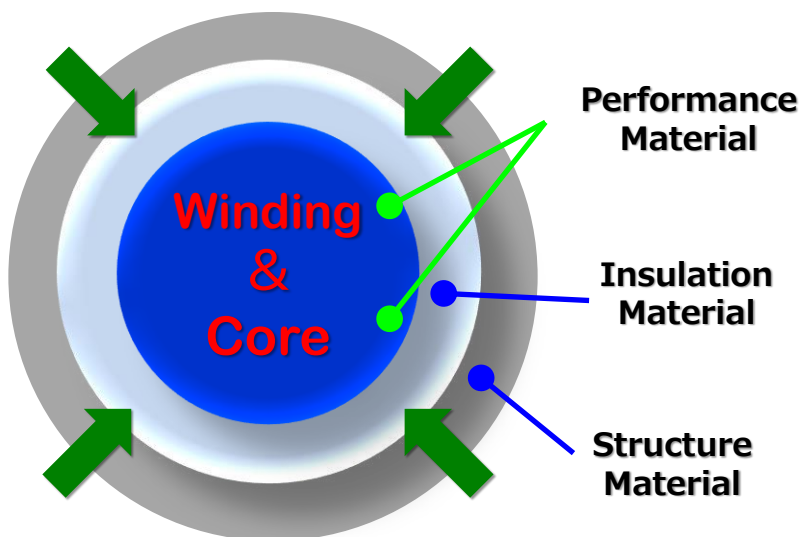 Winding
&
Core
Performance
Material
Insulation
Material
Structure
Material